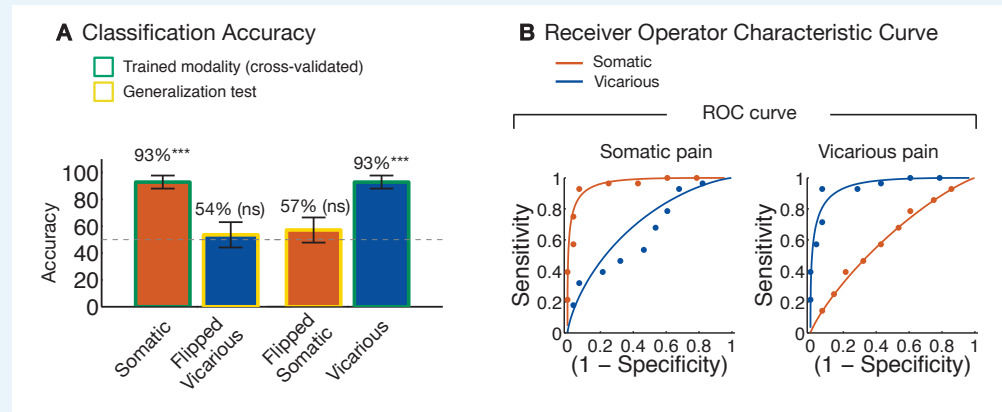 A Classification Accuracy
Trained modality (cross-validated)
Generalization test
93%***
54% (ns)
57% (ns)
93%***
Accuracy
100
80
60
40
20
0
Somatic
Flipped
Vicarious
Flipped
Somatic
Vicarious
B Receiver Operator Characteristic Curve
Somatic
Vicarious
ROC curve
Somatic pain
Sensitivity
1
0.8
0.6
0.4
0.2
0
0 0.2 0.4 0.6 0.8 1
(1 – Specificity)
Vicarious pain
Sensitivity
1
0.8
0.6
0.4
0.2
0
0 0.2 0.4 0.6 0.8 1
(1 – Specificity)